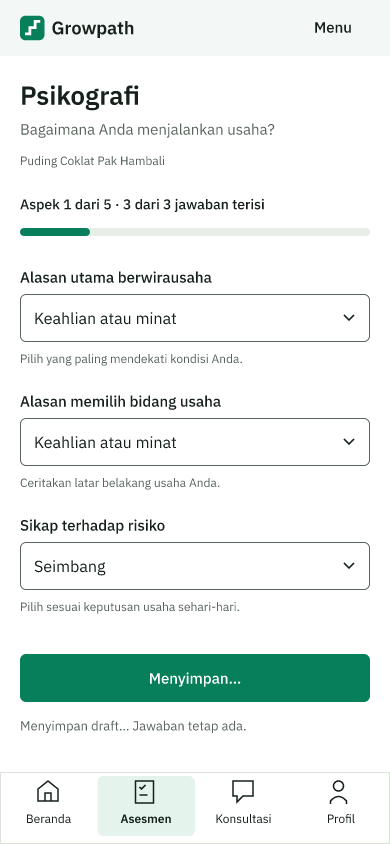 Growpath
Menu
Psikografi
Bagaimana Anda menjalankan usaha?
Puding Coklat Pak Hambali
Aspek 1 dari 5 · 3 dari 3 jawaban terisi
Alasan utama berwirausaha
Keahlian atau minat
Pilih yang paling mendekati kondisi Anda.
Alasan memilih bidang usaha
Keahlian atau minat
Ceritakan latar belakang usaha Anda.
Sikap terhadap risiko
Seimbang
Pilih sesuai keputusan usaha sehari-hari.
Menyimpan...
Menyimpan draft... Jawaban tetap ada.
Beranda
Asesmen
Konsultasi
Profil